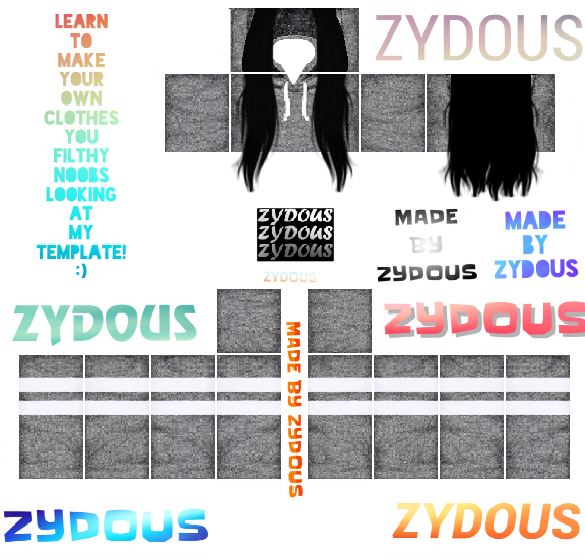 LEARN
TO
MAKE
YOUR
OWN
CLOTHES
YOU
FILTHY
NOOBS
LOOKING
AT
MY
TEMPLATE!
:)
ZYDOUS
ZYDOUS
ZYDOUS
ZYDOUS
ZYDOUS
MADE
BY
ZYDOUS
MADE
BY
ZYDOUS
ZYDOUS
MADE BY ZYDOUS
ZYDOUS
ZYDOUS
ZYDOUS